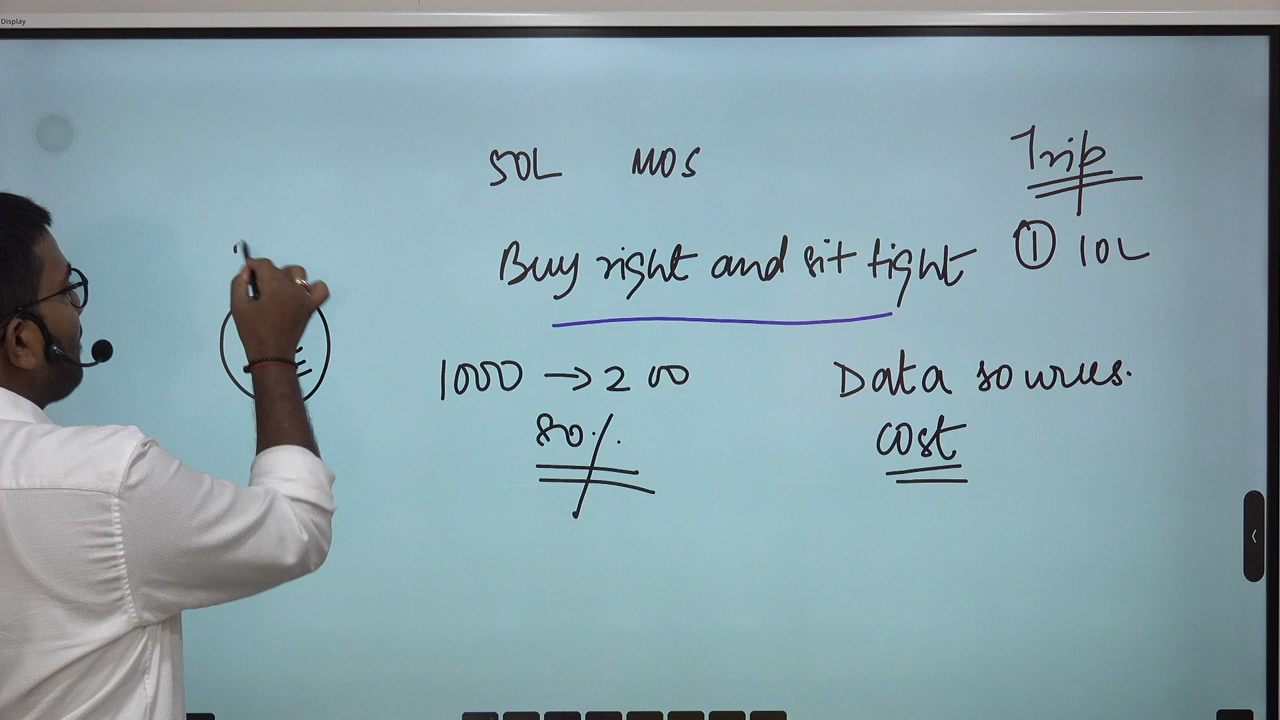 Display
SOL MOS
Trip
Buy right and sit tight
① 10L
1000 → 200
80%
Data sources.
cost